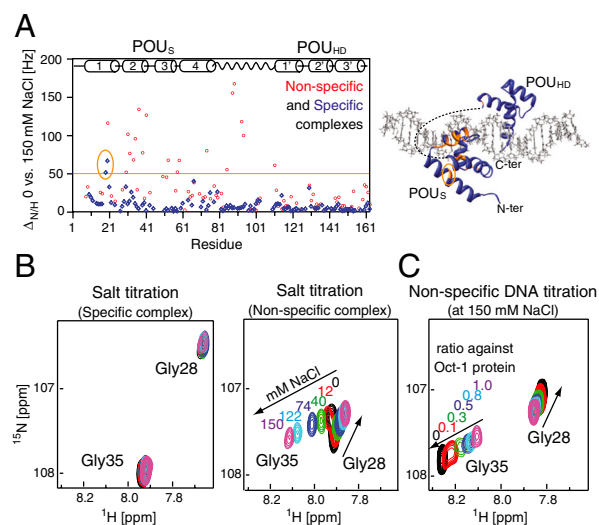 A
POUS
POUHD
1 2 3 4 1' 2' 3'
ΔN/H 0 vs. 150 mM NaCl [Hz]
200
150
100
50
0
Non-specific
and Specific
complexes
1 21 41 61 81 101 121 141 161
Residue
POUHD
C-ter
POUS
N-ter
B
Salt titration
(Specific complex)
Gly28
Gly35
107
108
15N [ppm]
8.2 8.0 7.8
1H [ppm]
Salt titration
(Non-specific complex)
mM NaCl
150 122 74 40 12 0
Gly35
Gly28
107
108
8.2 8.0 7.8
1H [ppm]
C
Non-specific DNA titration
(at 150 mM NaCl)
ratio against
Oct-1 protein
0 0.1 0.3 0.5 0.8 1.0
Gly35
Gly28
107
108
8.2 8.0 7.8
1H [ppm]